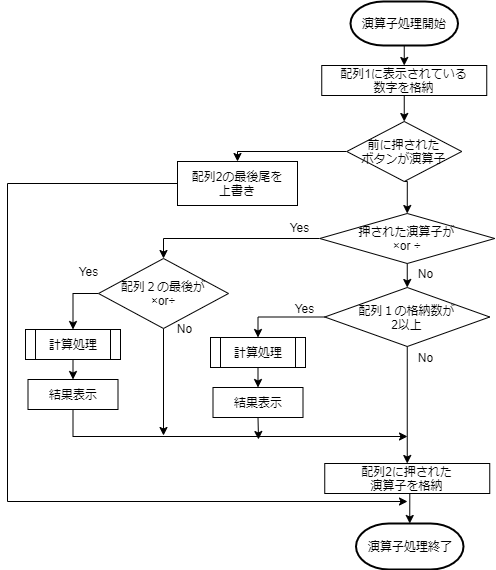 演算子処理開始
配列1に表示されている
数字を格納
前に押された
ボタンが演算子
配列2の最後尾を
上書き
押された演算子が
×or ÷
Yes
No
配列２の最後が
×or÷
Yes
No
配列１の格納数が
2以上
Yes
No
計算処理
結果表示
計算処理
結果表示
配列2に押された
演算子を格納
演算子処理終了